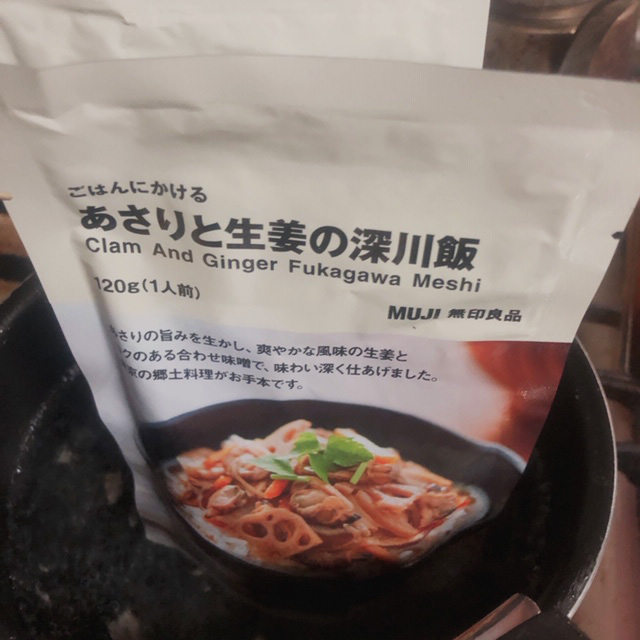 ごはんにかける
あさりと生姜の深川飯
Clam And Ginger Fukagawa Meshi
120g(1人前)
MUJI 無印良品
さりの旨みを生かし、爽やかな風味の生姜と
クのある合わせ味噌で、味わい深く仕あげました。
京の郷土料理がお手本です。